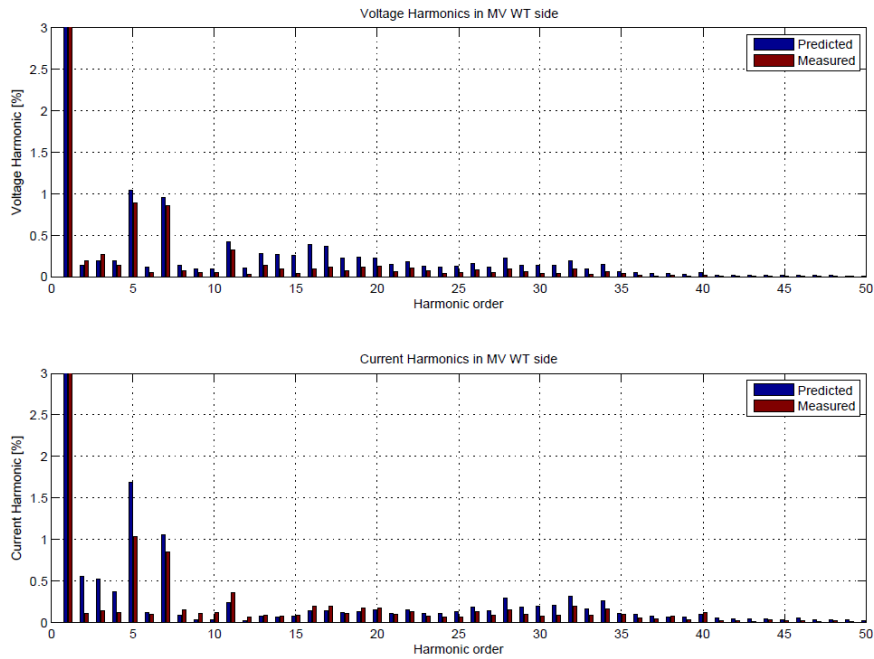 Voltage Harmonics in MV WT side
3
2.5
2
1.5
1
0.5
0
Voltage Harmonic [%]
Predicted
Measured
0 5 10 15 20 25 30 35 40 45 50
Harmonic order
Current Harmonics in MV WT side
3
2.5
2
1.5
1
0.5
0
Current Harmonic [%]
Predicted
Measured
0 5 10 15 20 25 30 35 40 45 50
Harmonic order